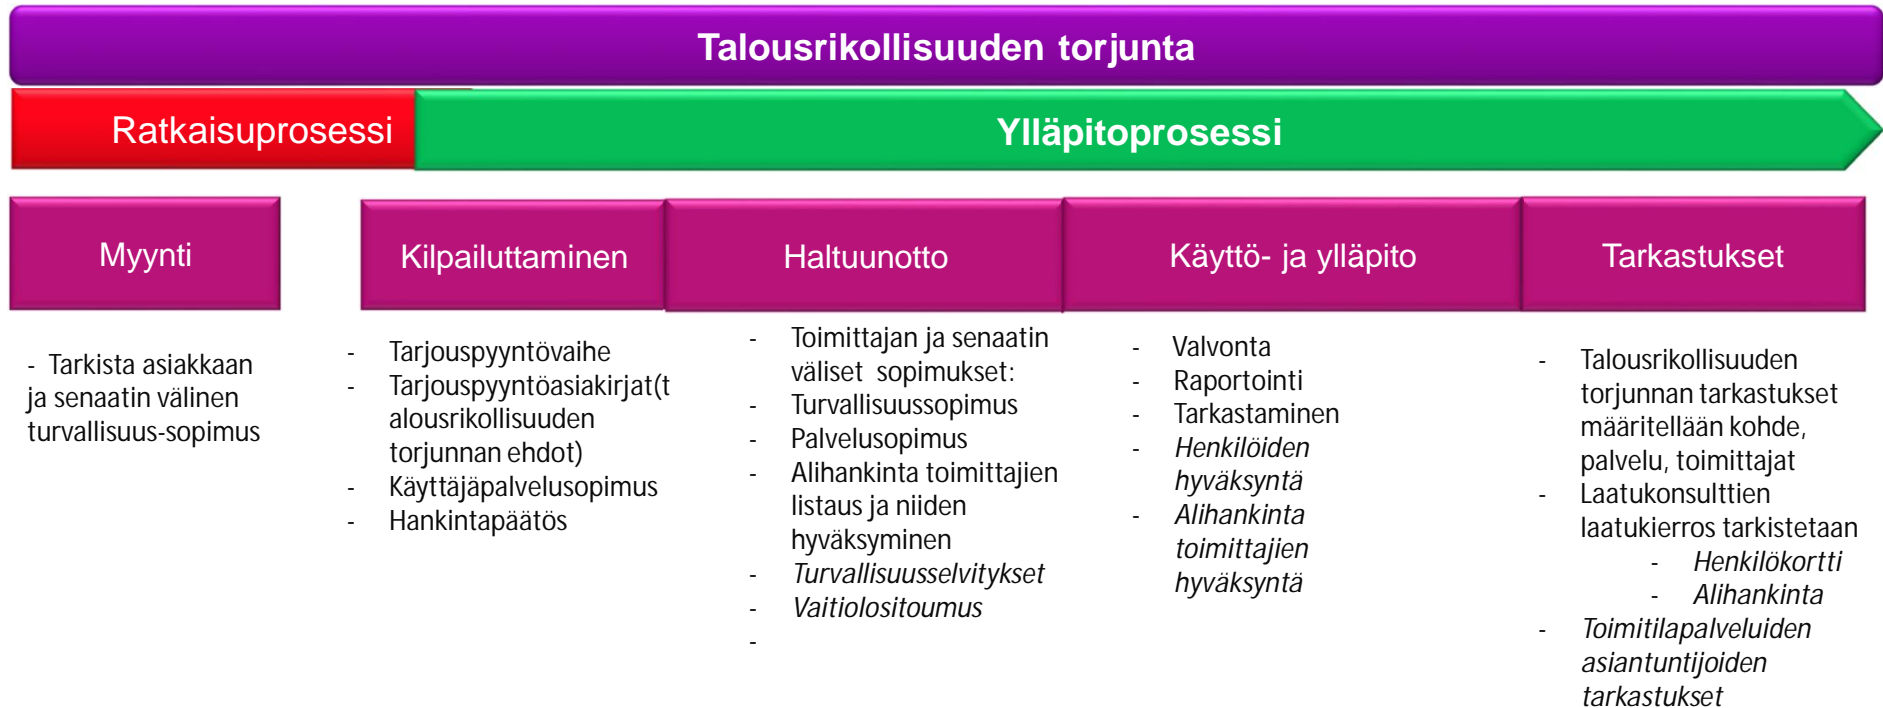 Talousrikollisuuden torjunta
Ratkaisuprosessi
Ylläpitoprosessi
Myynti
Kilpailuttaminen
Haltuunotto
Käyttö- ja ylläpito
Tarkastukset
- Tarkista asiakkaan
ja senaatin välinen
turvallisuus-sopimus
- Tarjouspyyntövaihe
- Tarjouspyyntöasiakirjat(t
alousrikollisuuden
torjunnan ehdot)
- Käyttäjäpalvelusopimus
- Hankintapäätös
- Toimittajan ja senaatin
väliset sopimukset:
- Turvallisuussopimus
- Palvelusopimus
- Alihankinta toimittajien
listaus ja niiden
hyväksyminen
- Turvallisuusselvitykset
- Vaitiolositoumus
-
- Valvonta
- Raportointi
- Tarkastaminen
- Henkilöiden
hyväksyntä
- Alihankinta
toimittajien
hyväksyntä
- Talousrikollisuuden
torjunnan tarkastukset
määritellään kohde,
palvelu, toimittajat
- Laatukonsulttien
laatukierros tarkistetaan
- Henkilökortti
- Alihankinta
- Toimitilapalveluiden
asiantuntijoiden
tarkastukset